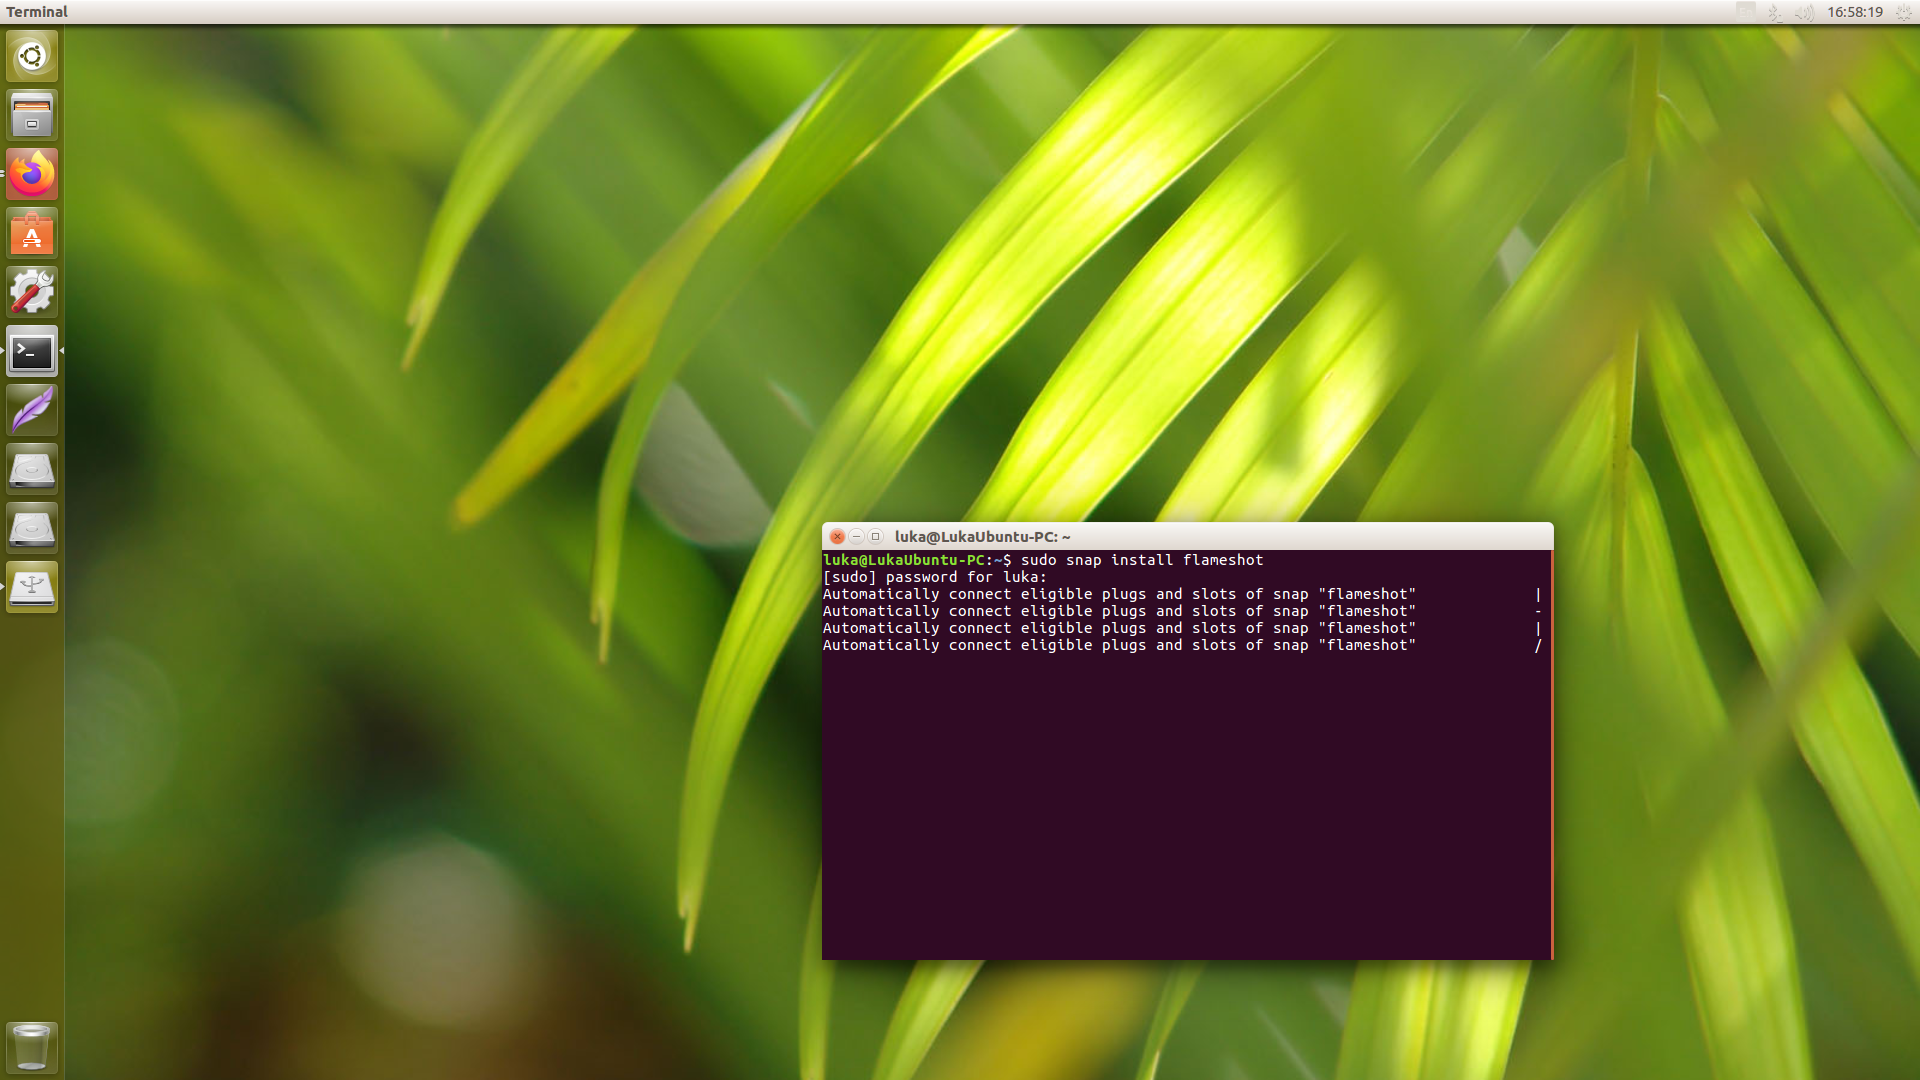 Terminal
16:58:19
luka@LukaUbuntu-PC: ~
luka@LukaUbuntu-PC:~$ sudo snap install flameshot
[sudo] password for luka:
Automatically connect eligible plugs and slots of snap "flameshot" |
Automatically connect eligible plugs and slots of snap "flameshot" -
Automatically connect eligible plugs and slots of snap "flameshot" |
Automatically connect eligible plugs and slots of snap "flameshot" /